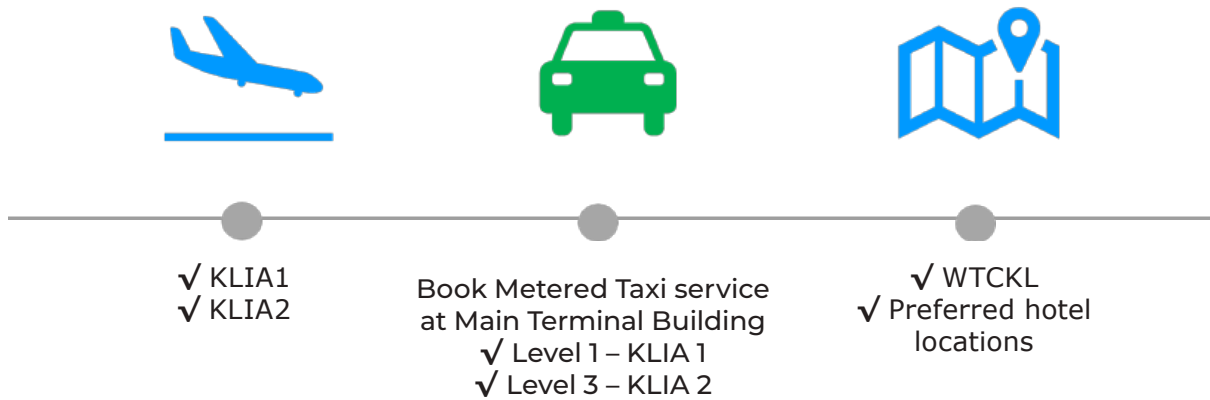 √ KLIA1
√ KLIA2
Book Metered Taxi service
at Main Terminal Building
√ Level 1 – KLIA 1
√ Level 3 – KLIA 2
√ WTCKL
√ Preferred hotel
locations